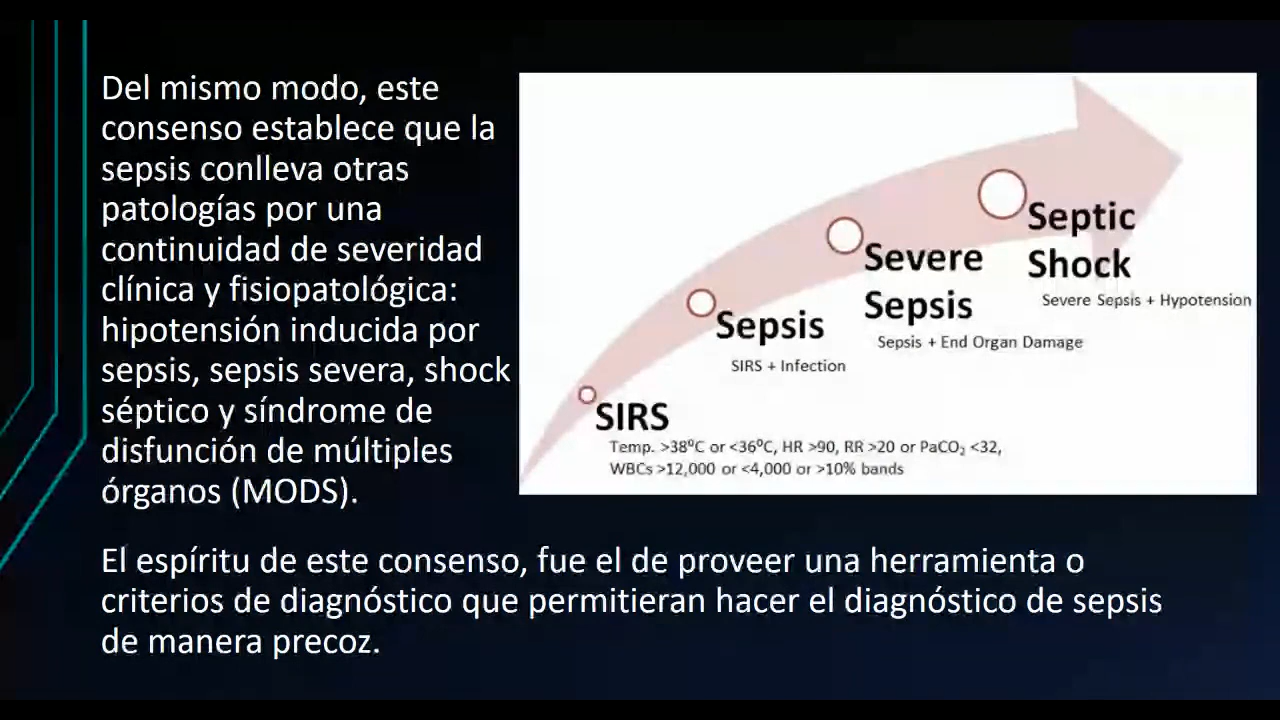 Del mismo modo, este
consenso establece que la
sepsis conlleva otras
patologías por una
continuidad de severidad
clínica y fisiopatológica:
hipotensión inducida por
sepsis, sepsis severa, shock
séptico y síndrome de
disfunción de múltiples
órganos (MODS).
Septic
Shock
Severe Sepsis + Hypotension
Severe
Sepsis
Sepsis + End Organ Damage
Sepsis
SIRS + Infection
SIRS
Temp. >38⁰C or <36⁰C, HR >90, RR >20 or PaCO₂ <32,
WBCs >12,000 or <4,000 or >10% bands
El espíritu de este consenso, fue el de proveer una herramienta o
criterios de diagnóstico que permitieran hacer el diagnóstico de sepsis
de manera precoz.